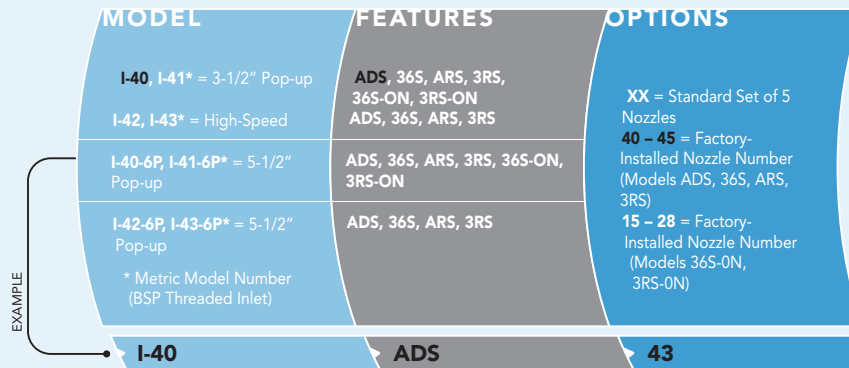 MODEL
I-40, I-41* = 3-1/2” Pop-up
I-42, I-43* = High-Speed
I-40-6P, I-41-6P* = 5-1/2”
Pop-up
I-42-6P, I-43-6P* = 5-1/2”
Pop-up
* Metric Model Number
(BSP Threaded Inlet)
FEATURES
ADS, 36S, ARS, 3RS,
36S-ON, 3RS-ON
ADS, 36S, ARS, 3RS
ADS, 36S, ARS, 3RS, 36S-ON,
3RS-ON
ADS, 36S, ARS, 3RS
OPTIONS
XX = Standard Set of 5
Nozzles
40 – 45 = Factory-
Installed Nozzle Number
(Models ADS, 36S, ARS,
3RS)
15 – 28 = Factory-
Installed Nozzle Number
(Models 36S-0N,
3RS-0N)
EXAMPLE
I-40
ADS
43